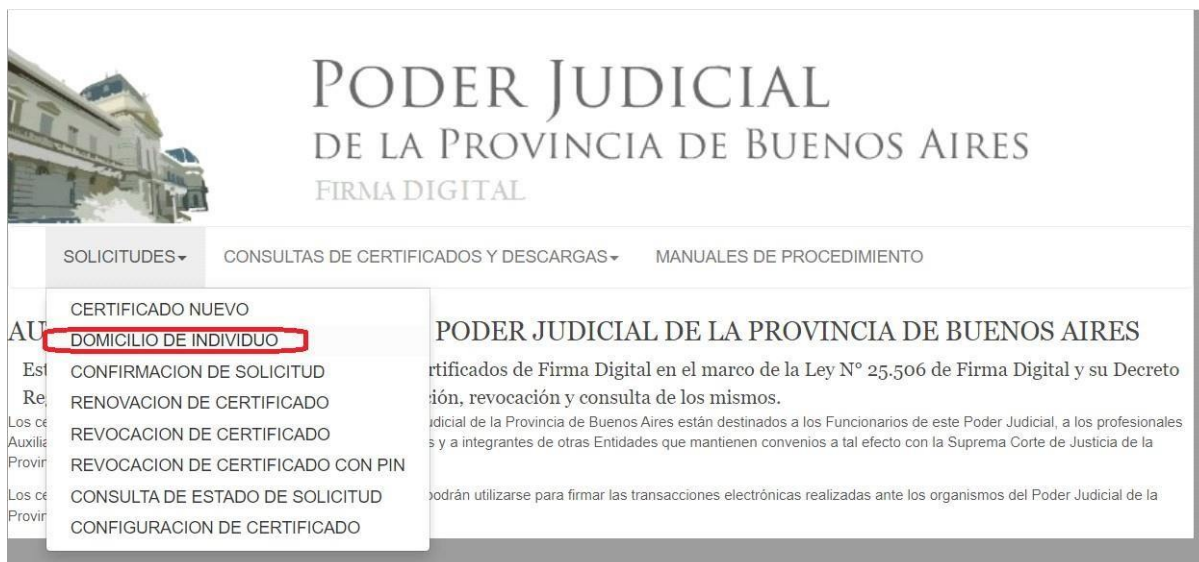 PODER JUDICIAL
DE LA PROVINCIA DE BUENOS AIRES
FIRMA DIGITAL
SOLICITUDES CONSULTAS DE CERTIFICADOS Y DESCARGAS MANUALES DE PROCEDIMIENTO
CERTIFICADO NUEVO
DOMICILIO DE INDIVIDUO
CONFIRMACION DE SOLICITUD
RENOVACION DE CERTIFICADO
REVOCACION DE CERTIFICADO
REVOCACION DE CERTIFICADO CON PIN
CONSULTA DE ESTADO DE SOLICITUD
CONFIGURACION DE CERTIFICADO
AU PODER JUDICIAL DE LA PROVINCIA DE BUENOS AIRES
Est rtificados de Firma Digital en el marco de la Ley N° 25.506 de Firma Digital y su Decreto
Re ión, revocación y consulta de los mismos.
Los ce udicial de la Provincia de Buenos Aires están destinados a los Funcionarios de este Poder Judicial, a los profesionales
Auxilia s y a integrantes de otras Entidades que mantienen convenios a tal efecto con la Suprema Corte de Justicia de la
Provin
Los ce podrán utilizarse para firmar las transacciones electrónicas realizadas ante los organismos del Poder Judicial de la
Provin